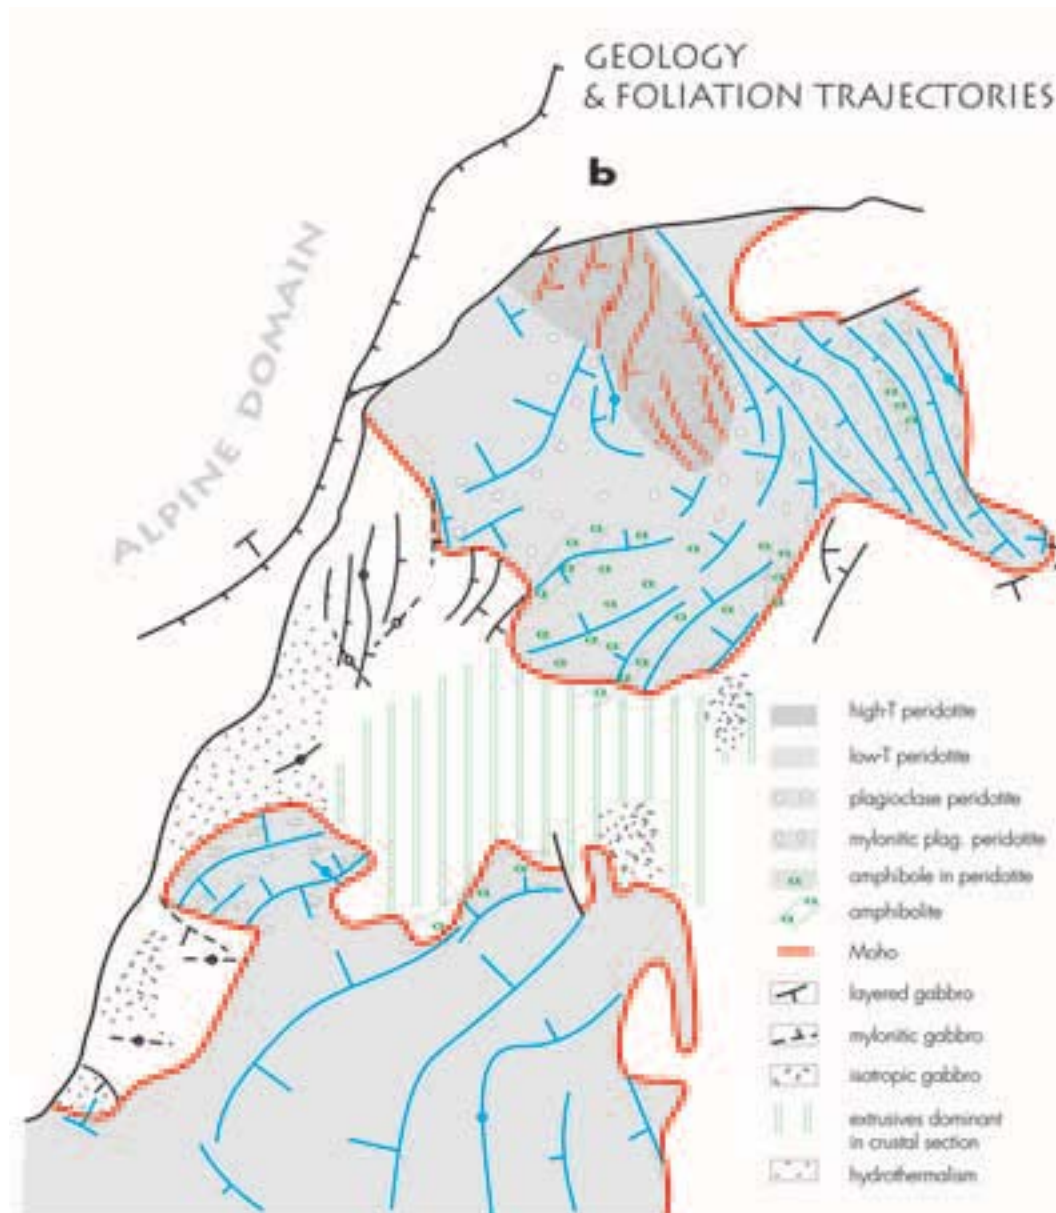 GEOLOGY
& FOLIATION TRAJECTORIES
b
ALPINE DOMAIN
high-T peridotite
low-T peridotite
plagioclase peridotite
mylonitic plag. peridotite
amphibole in peridotite
amphibolite
Moho
layered gabbro
mylonitic gabbro
isotropic gabbro
extrusives dominant
in crustal section
hydrothermalism